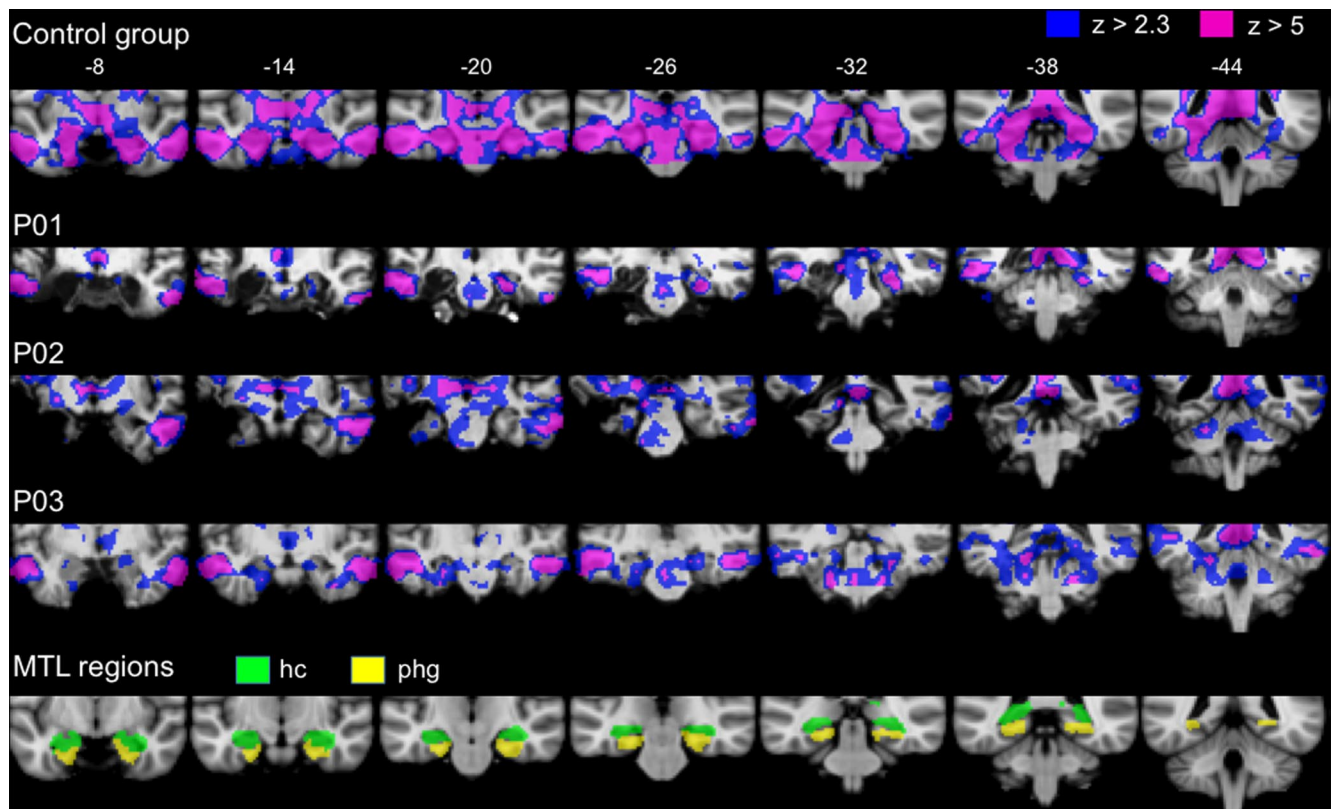 Control group z > 2.3 z > 5
-8 -14 -20 -26 -32 -38 -44
P01
P02
P03
MTL regions hc phg